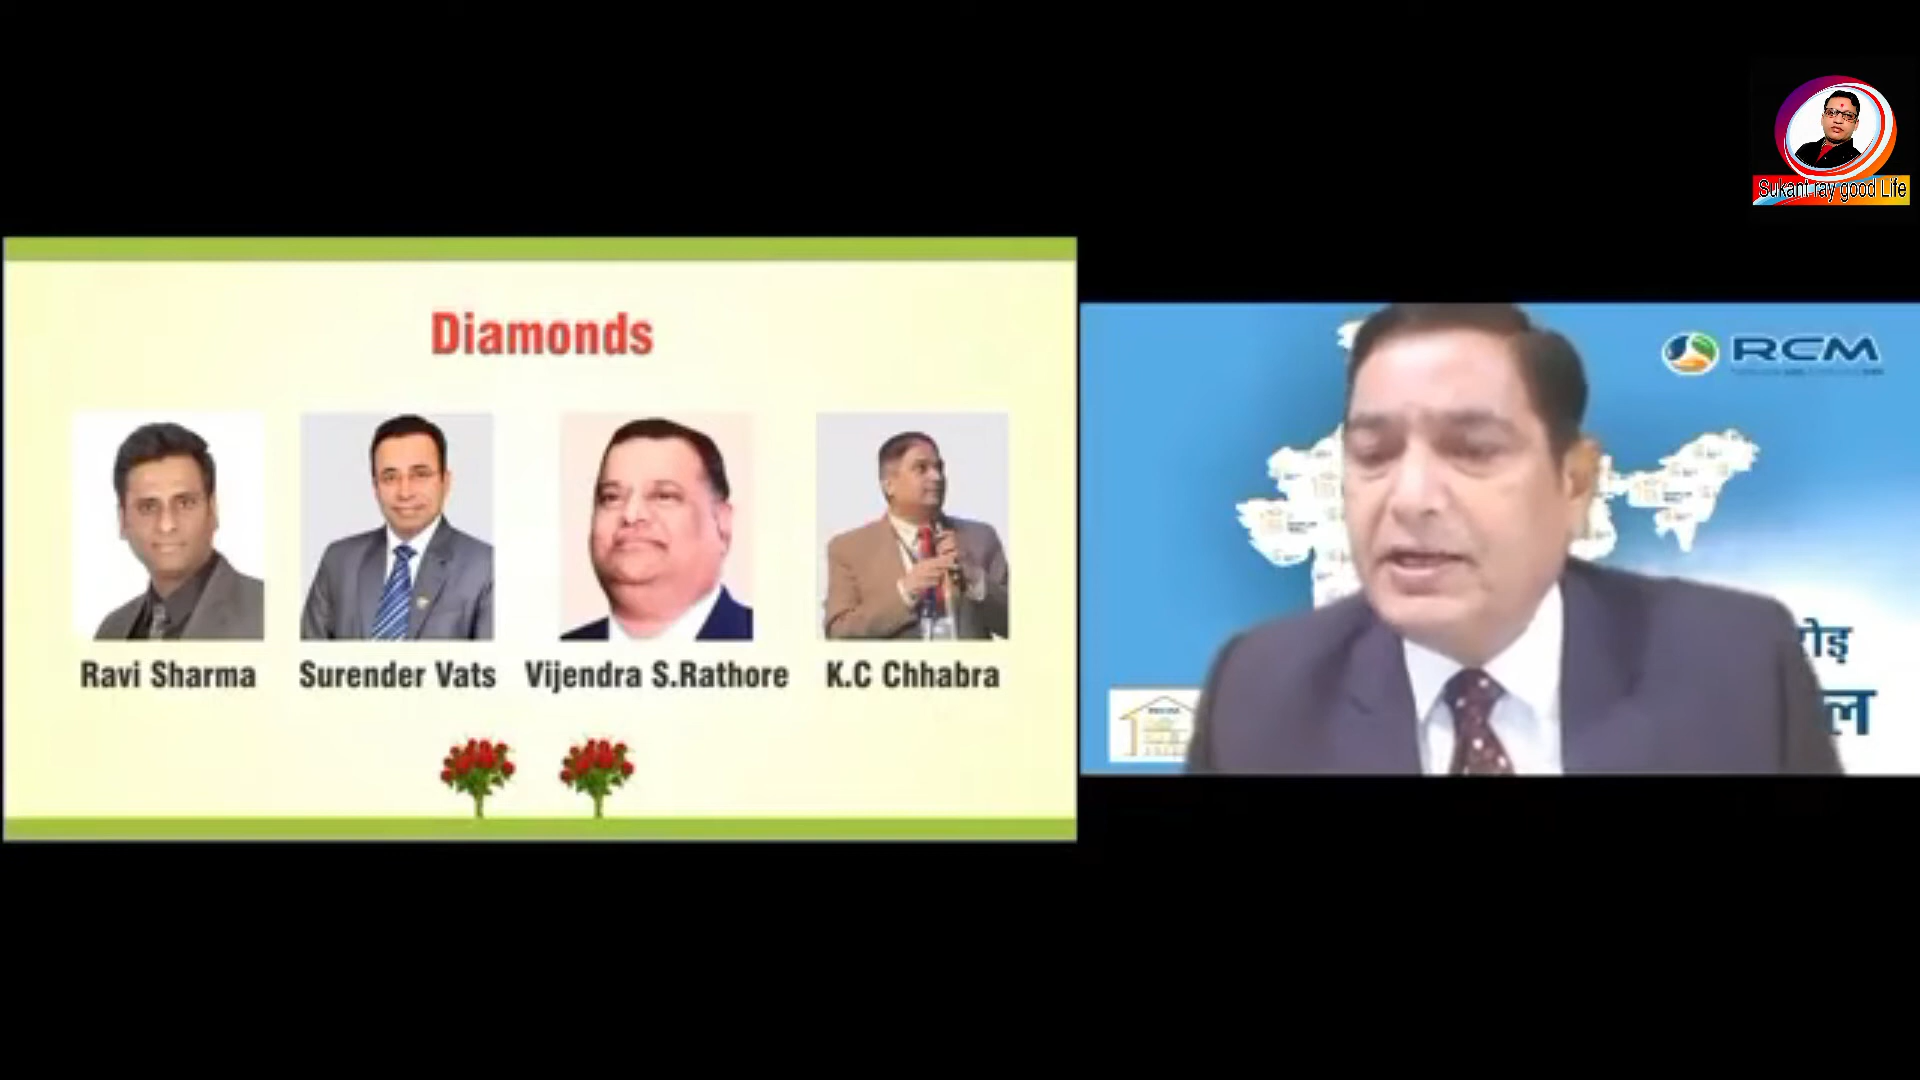 Sukant ray good Life
Diamonds
Ravi Sharma
Surender Vats
Vijendra S.Rathore
K.C Chhabra
RCM